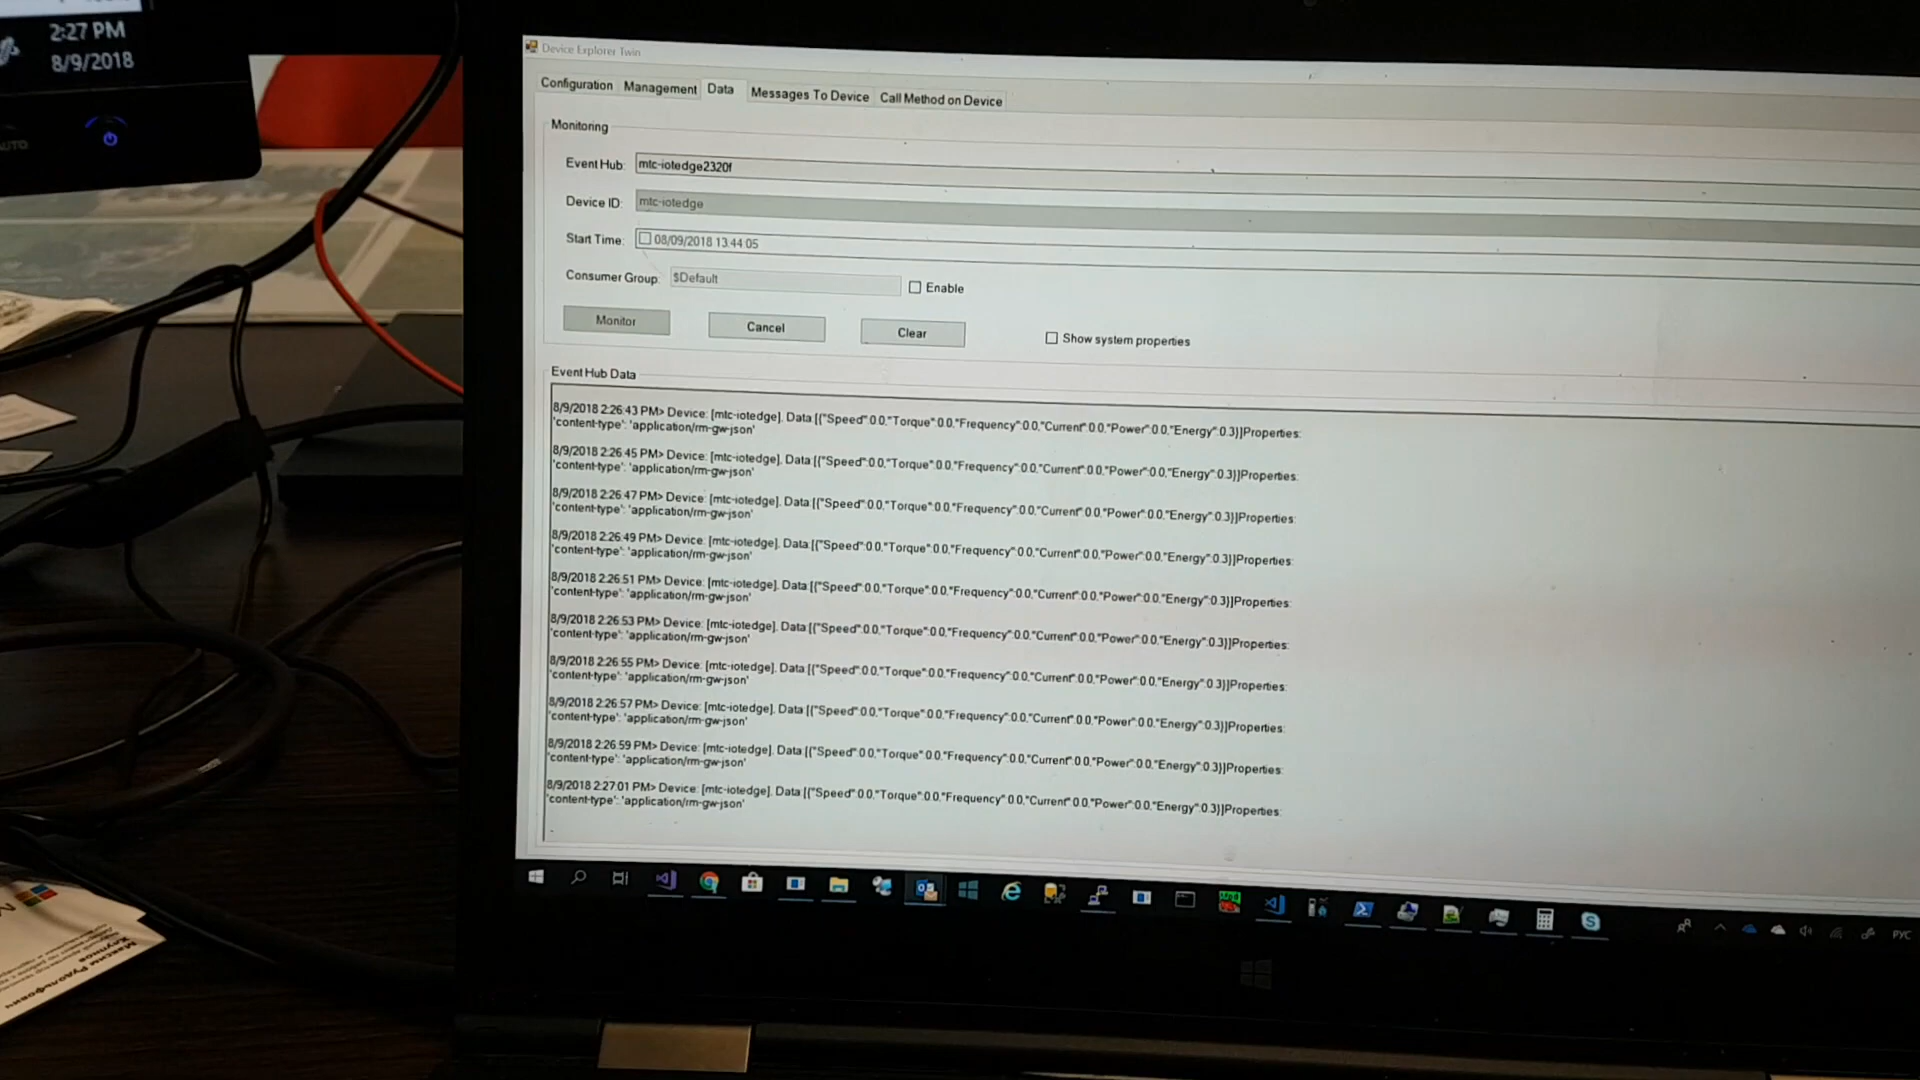 2:27 PM
8/9/2018
AUTO
Device Explorer Twin
Configuration Management Data Messages To Device Call Method on Device
Monitoring
Event Hub: mtc-iotedge2320f
Device ID: mtc-iotedge
Start Time: 08/09/2018 13:44:05
Consumer Group: $Default Enable
Monitor Cancel Clear Show system properties
Event Hub Data
8/9/2018 2:26:43 PM> Device: [mtc-iotedge], Data:[{"Speed":0.0,"Torque":0.0,"Frequency":0.0,"Current":0.0,"Power":0.0,"Energy":0.3}]Properties:
'content-type': 'application/rm-gw-json'
8/9/2018 2:26:45 PM> Device: [mtc-iotedge], Data:[{"Speed":0.0,"Torque":0.0,"Frequency":0.0,"Current":0.0,"Power":0.0,"Energy":0.3}]Properties:
'content-type': 'application/rm-gw-json'
8/9/2018 2:26:47 PM> Device: [mtc-iotedge], Data:[{"Speed":0.0,"Torque":0.0,"Frequency":0.0,"Current":0.0,"Power":0.0,"Energy":0.3}]Properties:
'content-type': 'application/rm-gw-json'
8/9/2018 2:26:49 PM> Device: [mtc-iotedge], Data:[{"Speed":0.0,"Torque":0.0,"Frequency":0.0,"Current":0.0,"Power":0.0,"Energy":0.3}]Properties:
'content-type': 'application/rm-gw-json'
8/9/2018 2:26:51 PM> Device: [mtc-iotedge], Data:[{"Speed":0.0,"Torque":0.0,"Frequency":0.0,"Current":0.0,"Power":0.0,"Energy":0.3}]Properties:
'content-type': 'application/rm-gw-json'
8/9/2018 2:26:53 PM> Device: [mtc-iotedge], Data:[{"Speed":0.0,"Torque":0.0,"Frequency":0.0,"Current":0.0,"Power":0.0,"Energy":0.3}]Properties:
'content-type': 'application/rm-gw-json'
8/9/2018 2:26:55 PM> Device: [mtc-iotedge], Data:[{"Speed":0.0,"Torque":0.0,"Frequency":0.0,"Current":0.0,"Power":0.0,"Energy":0.3}]Properties:
'content-type': 'application/rm-gw-json'
8/9/2018 2:26:57 PM> Device: [mtc-iotedge], Data:[{"Speed":0.0,"Torque":0.0,"Frequency":0.0,"Current":0.0,"Power":0.0,"Energy":0.3}]Properties:
'content-type': 'application/rm-gw-json'
8/9/2018 2:26:59 PM> Device: [mtc-iotedge], Data:[{"Speed":0.0,"Torque":0.0,"Frequency":0.0,"Current":0.0,"Power":0.0,"Energy":0.3}]Properties:
'content-type': 'application/rm-gw-json'
8/9/2018 2:27:01 PM> Device: [mtc-iotedge], Data:[{"Speed":0.0,"Torque":0.0,"Frequency":0.0,"Current":0.0,"Power":0.0,"Energy":0.3}]Properties:
'content-type': 'application/rm-gw-json'
РУС
Максим Рудольфович